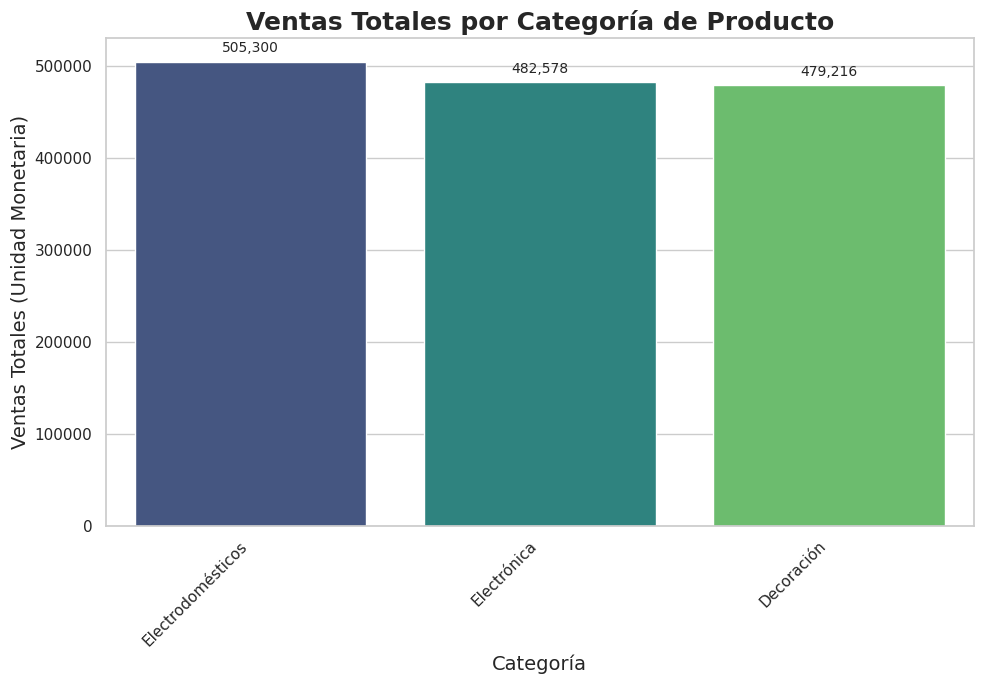 Ventas Totales por Categoría de Producto
505,300
482,578
479,216
Ventas Totales (Unidad Monetaria)
500000
400000
300000
200000
100000
0
Electrodomésticos
Electrónica
Decoración
Categoría